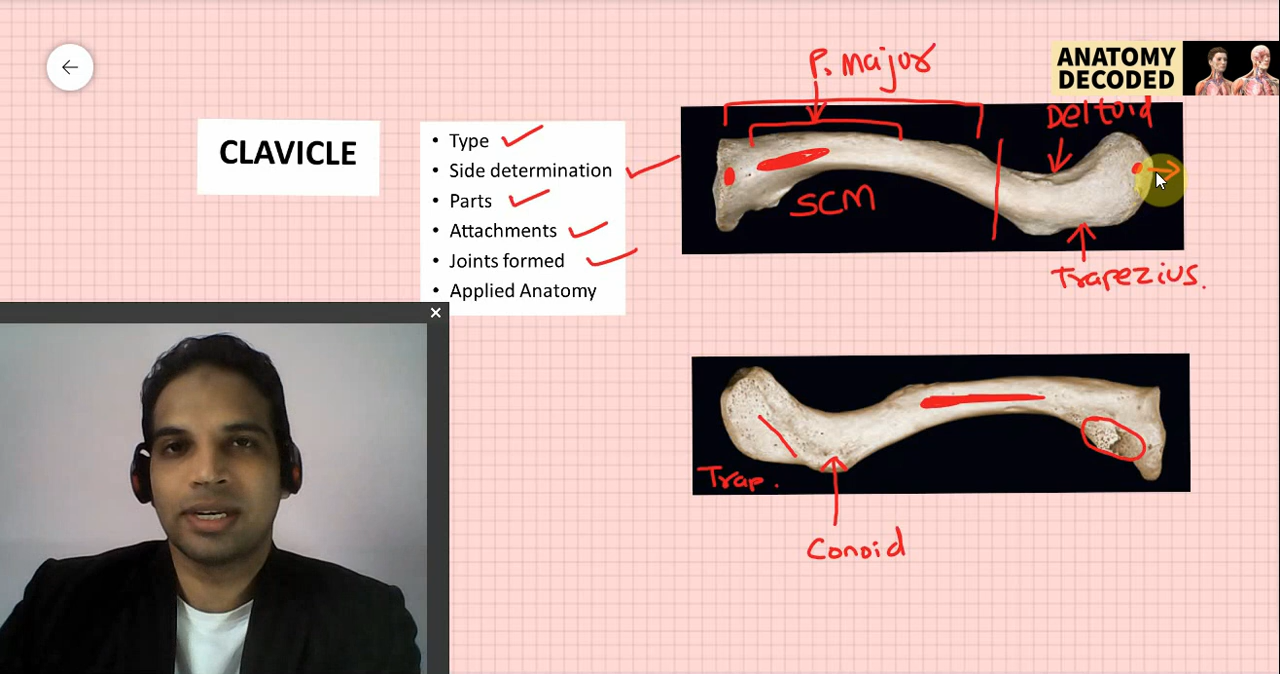 P. major
ANATOMY
DECODED
Deltoid
CLAVICLE
• Type
• Side determination
• Parts
• Attachments
• Joints formed
• Applied Anatomy
SCM
Trapezius.
Trap.
Conoid